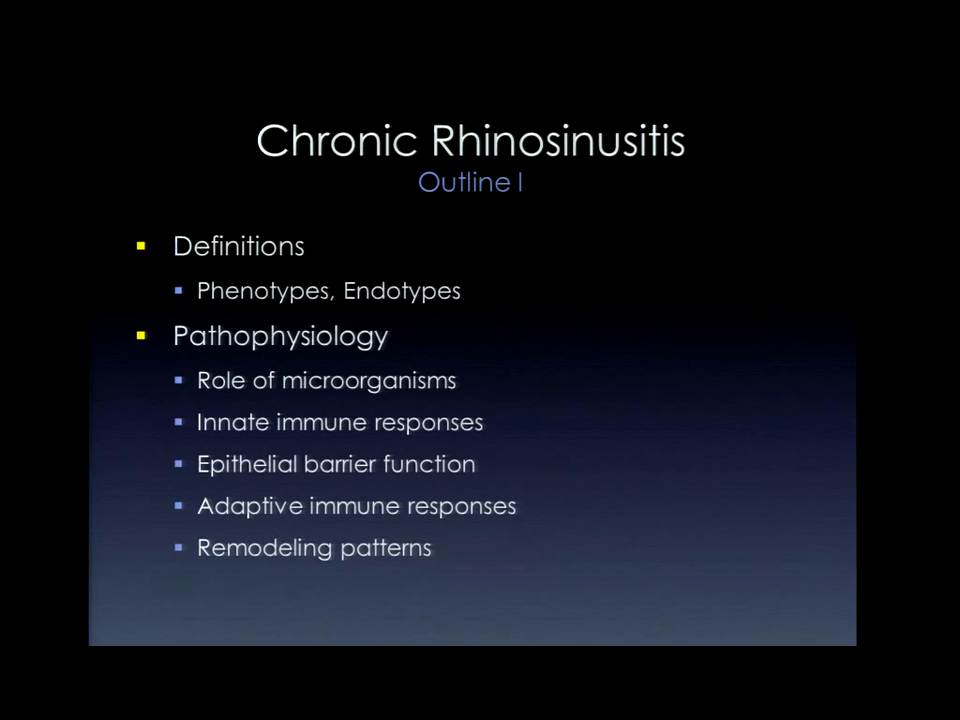 Chronic Rhinosinusitis
Outline I
Definitions
Phenotypes, Endotypes
Pathophysiology
Role of microorganisms
Innate immune responses
Epithelial barrier function
Adaptive immune responses
Remodeling patterns